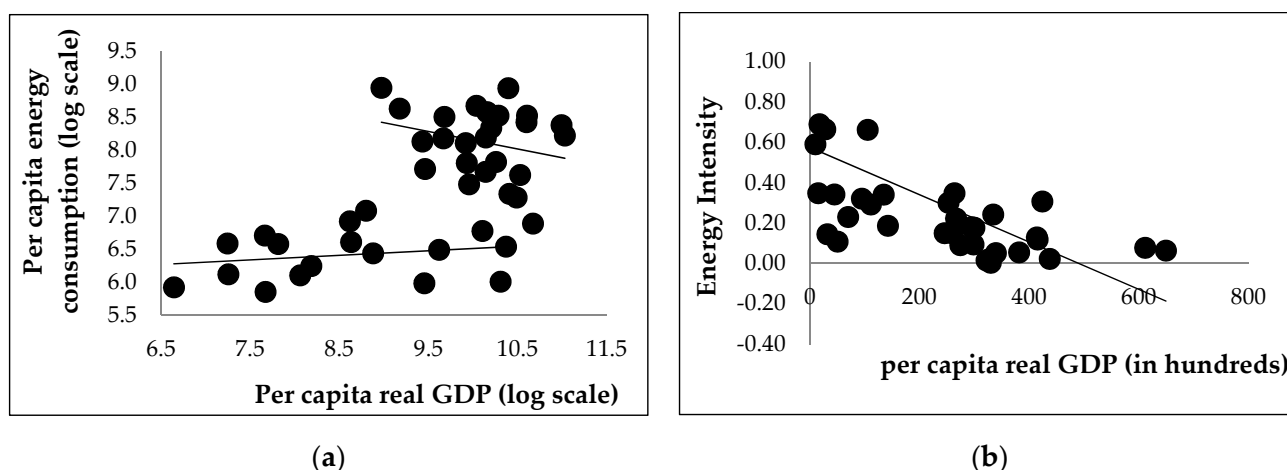 Per capita energy
consumption (log scale)
9.5
9.0
8.5
8.0
7.5
7.0
6.5
6.0
5.5
6.5 7.5 8.5 9.5 10.5 11.5
Per capita real GDP (log scale)
(a)
Energy Intensity
1.00
0.80
0.60
0.40
0.20
0.00
-0.20
-0.40
0 200 400 600 800
per capita real GDP (in hundreds)
(b)